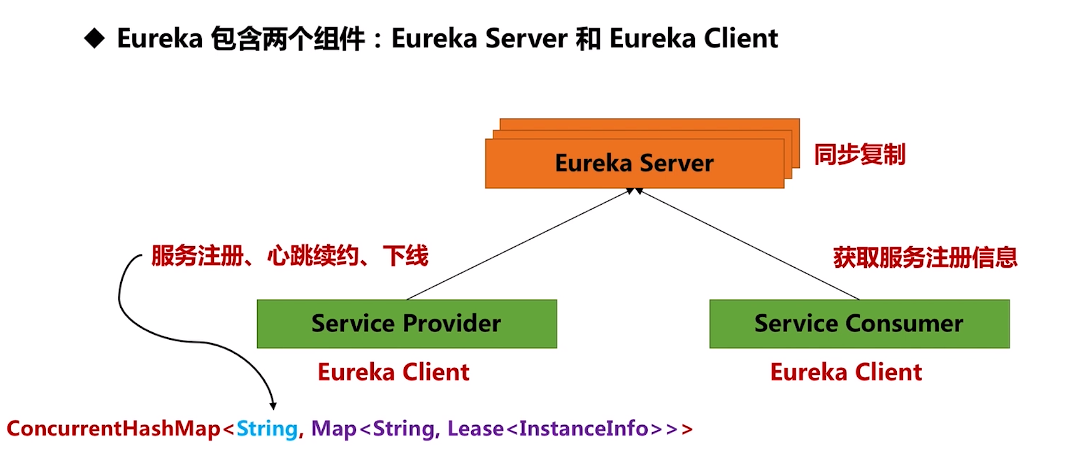 ◆ Eureka 包含两个组件：Eureka Server 和 Eureka Client
Eureka Server
同步复制
服务注册、心跳续约、下线
获取服务注册信息
Service Provider
Service Consumer
Eureka Client
Eureka Client
ConcurrentHashMap<String, Map<String, Lease<InstanceInfo>>>